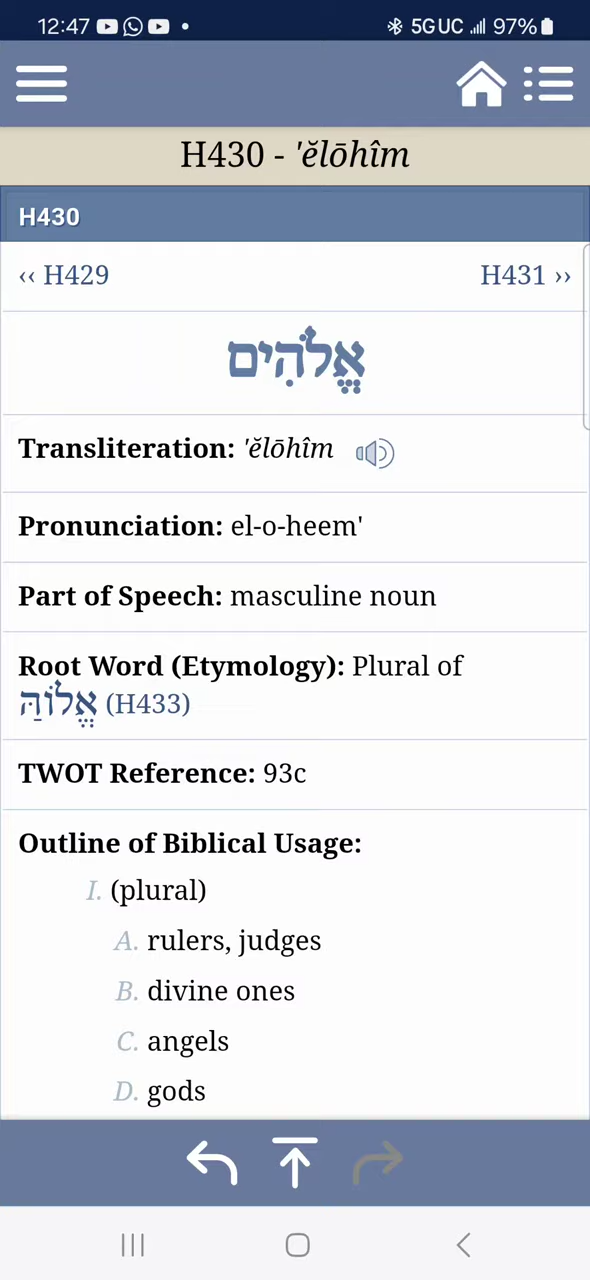 12:47 5G UC 97%
H430 - 'ĕlōhîm
H430
‹‹ H429 H431 ››
אֱלֹהִים
Transliteration: 'ĕlōhîm
Pronunciation: el-o-heem'
Part of Speech: masculine noun
Root Word (Etymology): Plural of
אֱלוֹהַּ (H433)
TWOT Reference: 93c
Outline of Biblical Usage:
I. (plural)
A. rulers, judges
B. divine ones
C. angels
D. gods